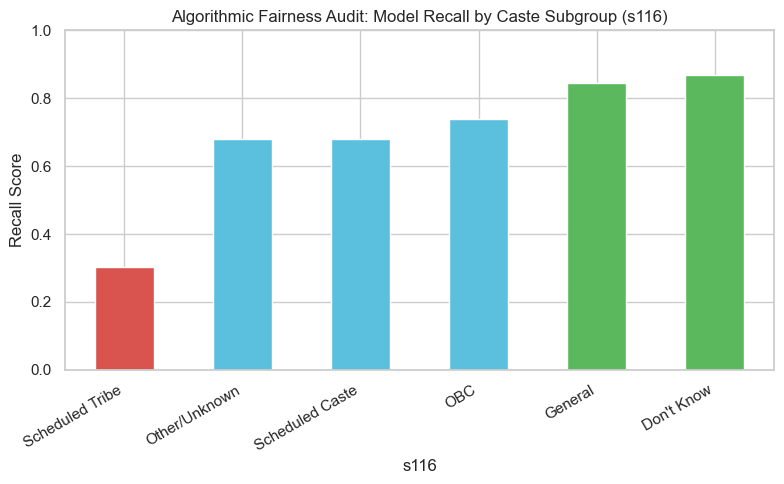 Algorithmic Fairness Audit: Model Recall by Caste Subgroup (s116)
Recall Score
1.0
0.8
0.6
0.4
0.2
0.0
Scheduled Tribe
Other/Unknown
Scheduled Caste
OBC
General
Don't Know
s116